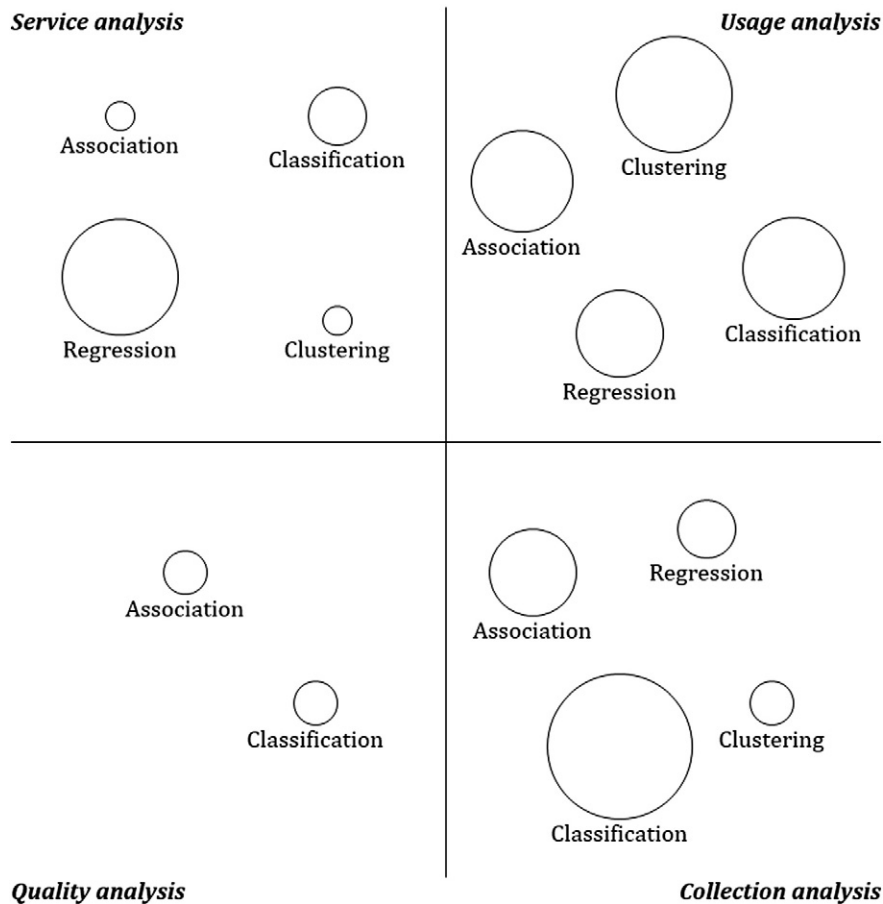 Service analysis
Association
Classification
Regression
Clustering
Usage analysis
Clustering
Association
Classification
Regression
Association
Classification
Quality analysis
Regression
Association
Clustering
Classification
Collection analysis